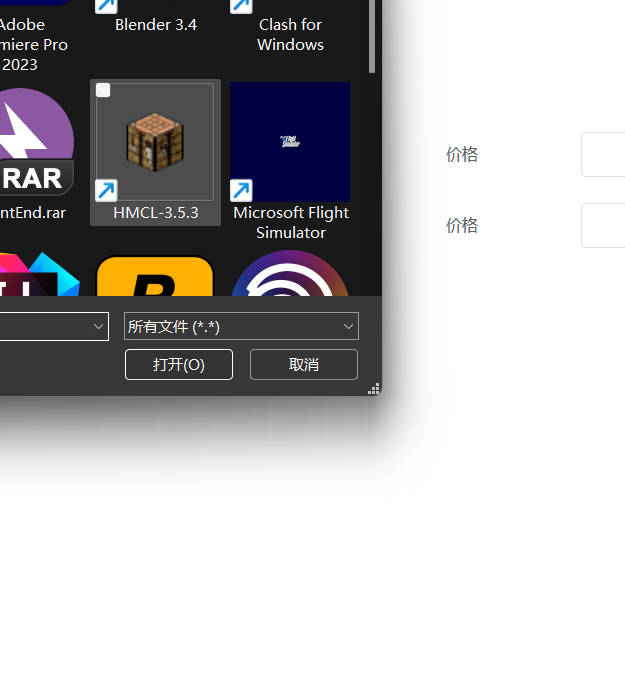 Adobe
miere Pro
2023
Blender 3.4
Clash for
Windows
价格
RAR
ntEnd.rar
HMCL-3.5.3
Microsoft Flight
Simulator
价格
所有文件 (*.*)
打开(O)
取消